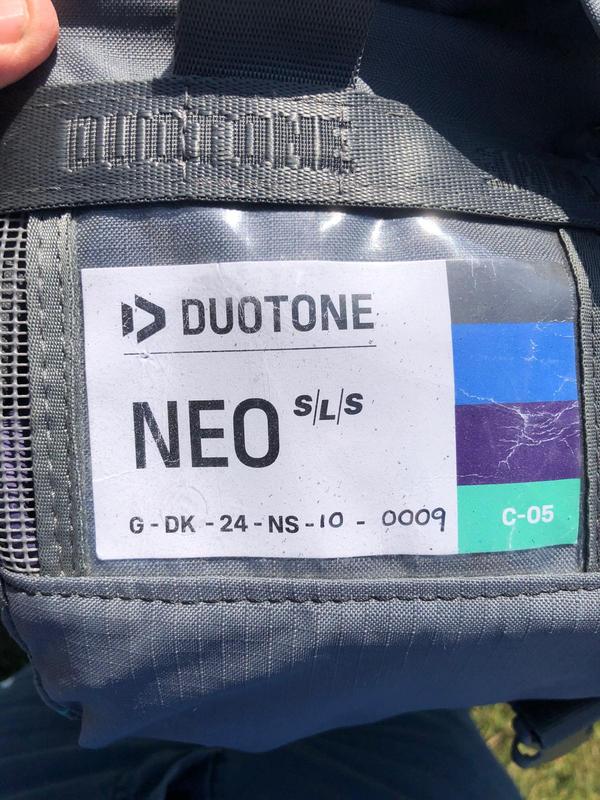 DUOTONE
DUOTONE
NEO S/L/S
G - DK - 24 - NS - 10 - 0009
C-05